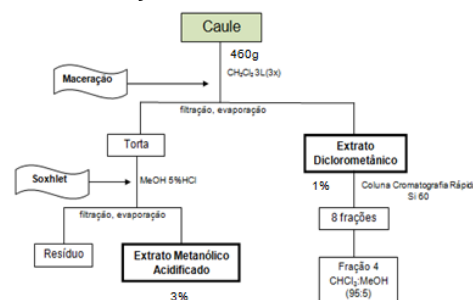 Caule
460g
CH₂Cl₂ 3L(3x)
Maceração
filtração, evaporação
Torta
Extrato
Diclorometânico
Soxhlet
MeOH 5%HCl
1%
Coluna Cromatografia Rápida
Si 60
filtração, evaporação
8 frações
Resíduo
Extrato Metanólico
Acidificado
3%
Fração 4
CHCl₃:MeOH
(95:5)